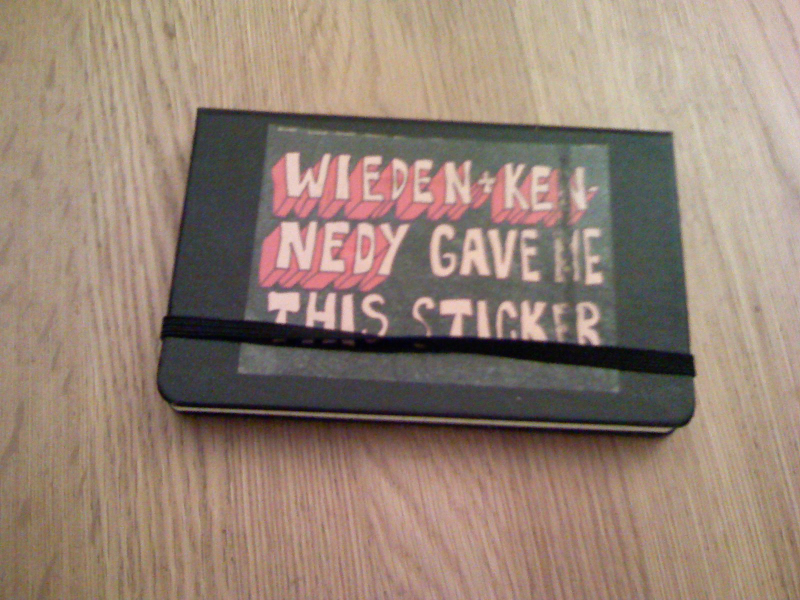 WIEDEN+KEN-
NEDY GAVE ME
THIS STICKER